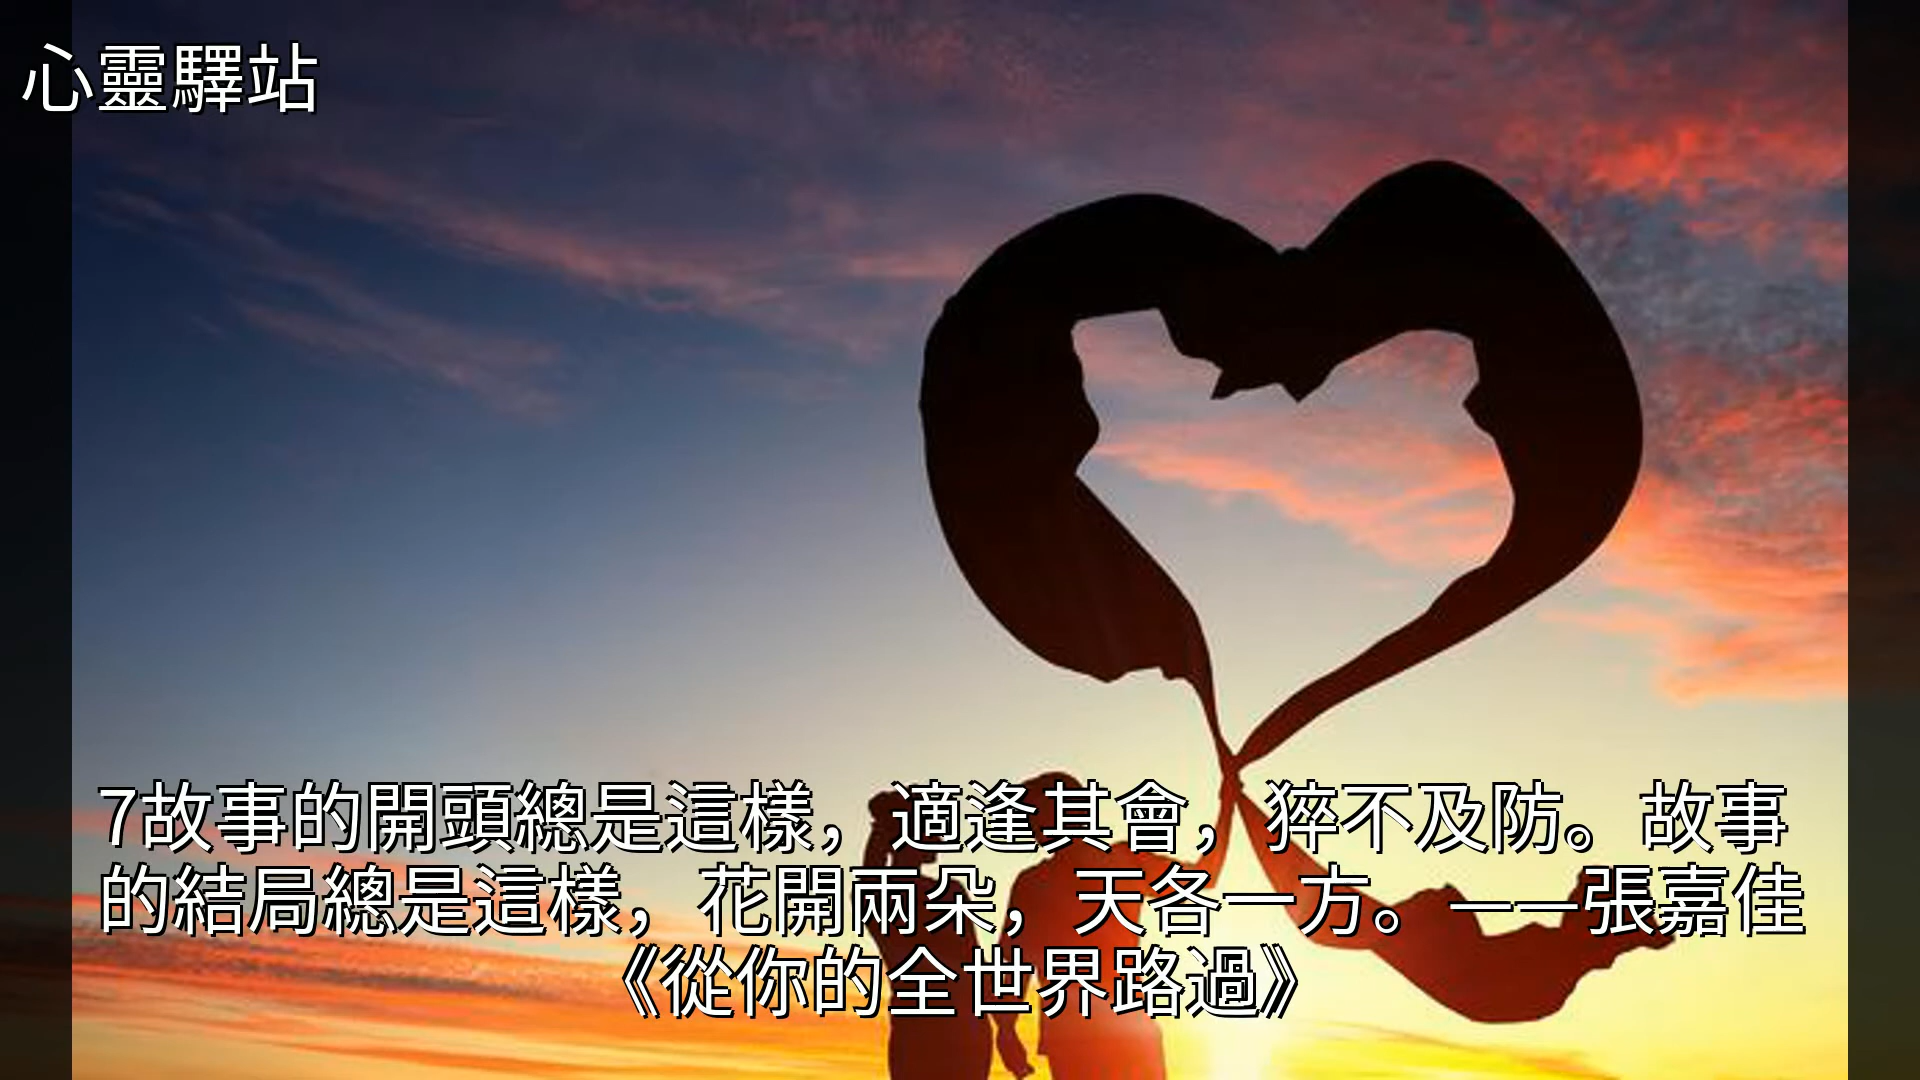 心靈驛站
7故事的開頭總是這樣，適逢其會，猝不及防。故事
的結局總是這樣，花開兩朵，天各一方。——張嘉佳
《從你的全世界路過》